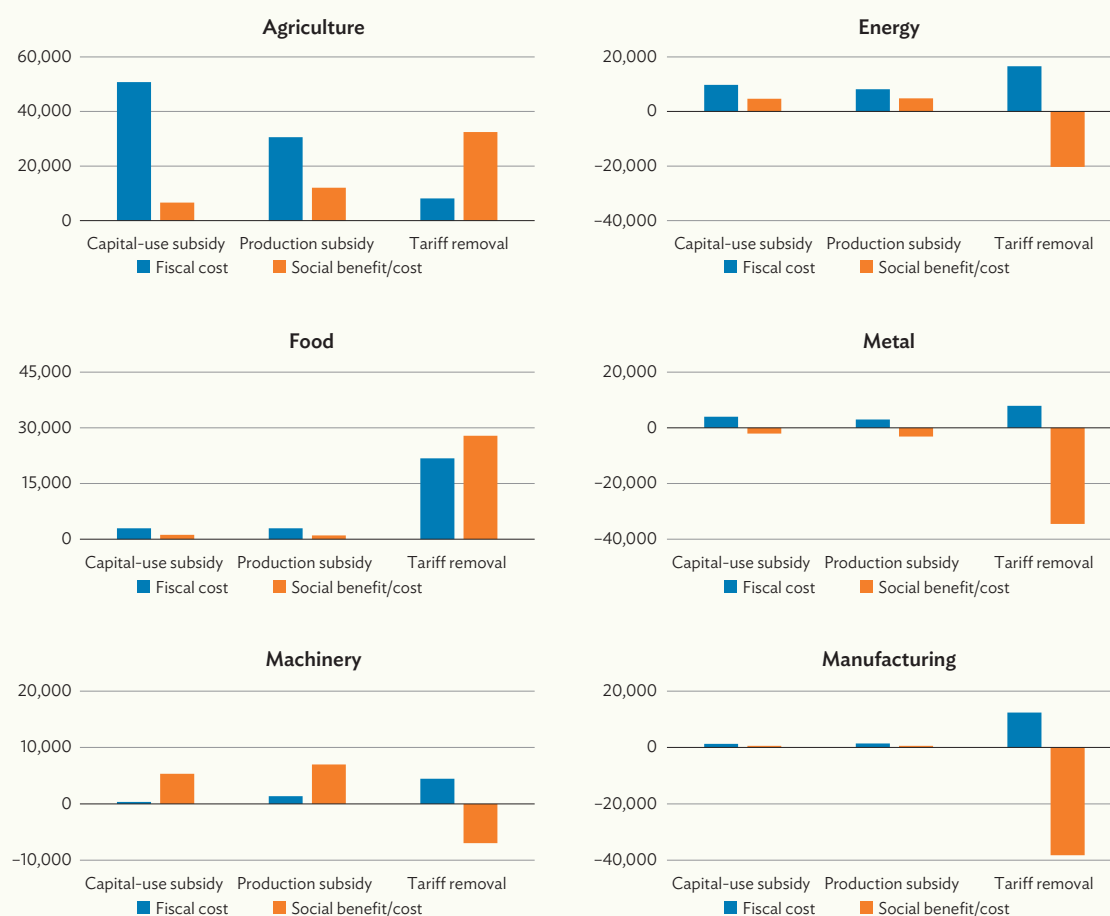 Agriculture
60,000
40,000
20,000
0
Capital-use subsidy Production subsidy Tariff removal
Fiscal cost Social benefit/cost
Energy
20,000
0
–20,000
–40,000
Capital-use subsidy Production subsidy Tariff removal
Fiscal cost Social benefit/cost
Food
45,000
30,000
15,000
0
Capital-use subsidy Production subsidy Tariff removal
Fiscal cost Social benefit/cost
Metal
20,000
0
–20,000
–40,000
Capital-use subsidy Production subsidy Tariff removal
Fiscal cost Social benefit/cost
Machinery
20,000
10,000
0
–10,000
Capital-use subsidy Production subsidy Tariff removal
Fiscal cost Social benefit/cost
Manufacturing
20,000
0
–20,000
–40,000
Capital-use subsidy Production subsidy Tariff removal
Fiscal cost Social benefit/cost